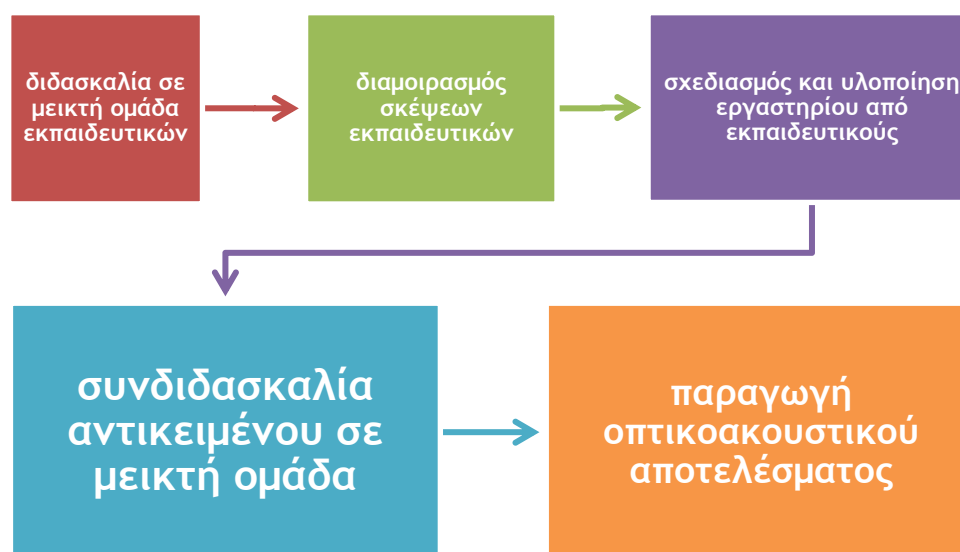 διδασκαλία σε
μεικτή ομάδα
εκπαιδευτικών
διαμοιρασμός
σκέψεων
εκπαιδευτικών
σχεδιασμός και υλοποίηση
εργαστηρίου από
εκπαιδευτικούς
συνδιδασκαλία
αντικειμένου σε
μεικτή ομάδα
παραγωγή
οπτικοακουστικού
αποτελέσματος